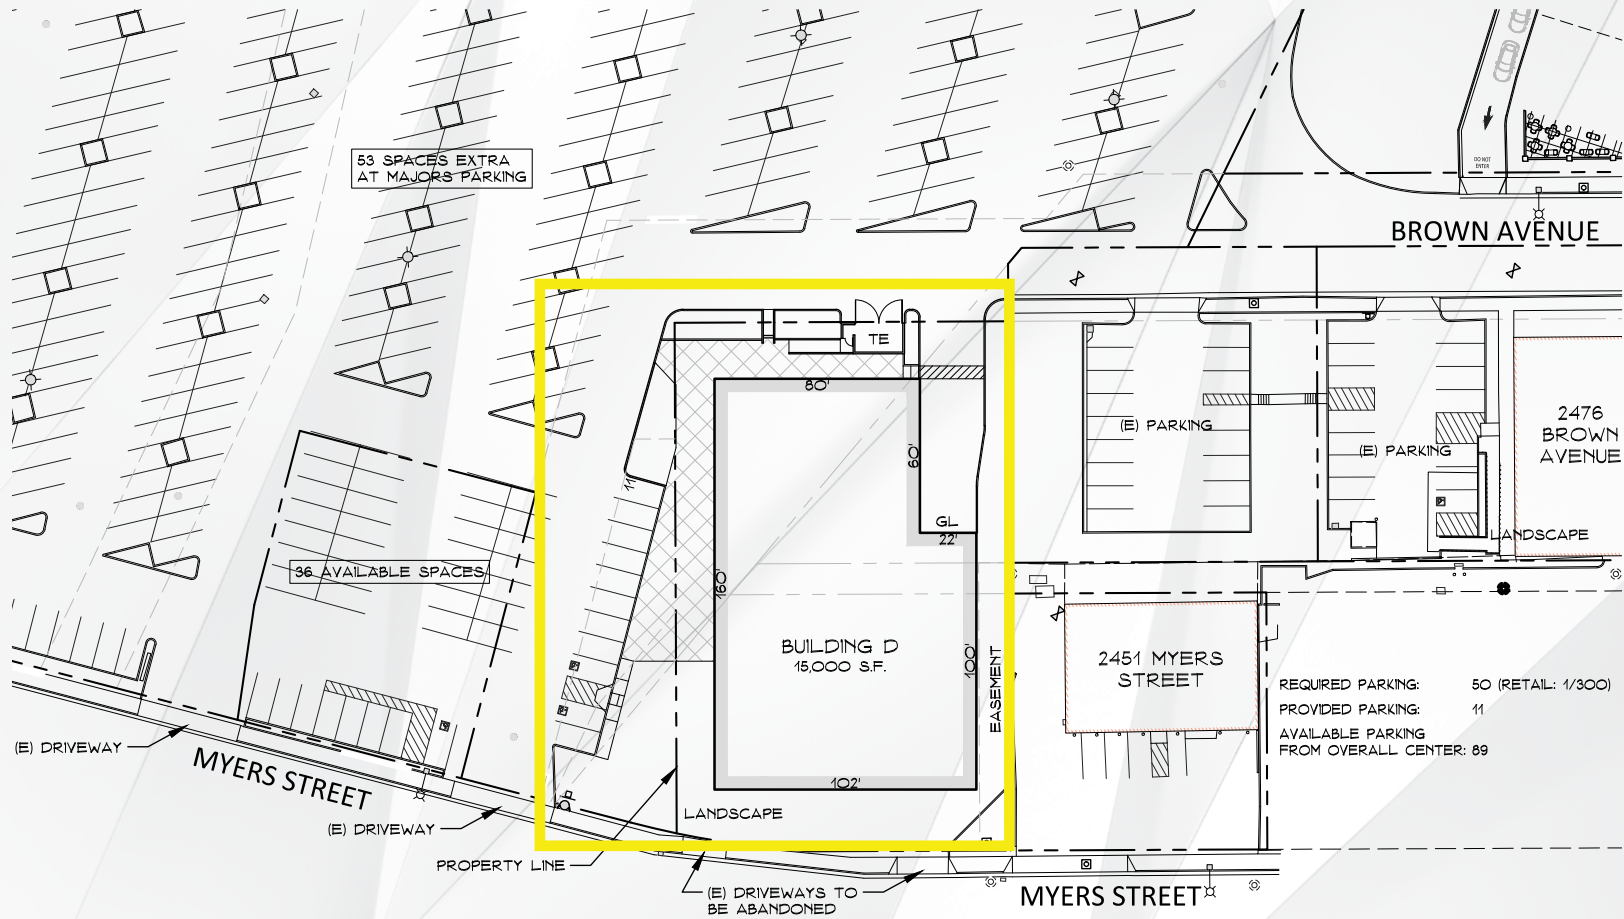 53 SPACES EXTRA
AT MAJORS PARKING
DO NOT
ENTER
BROWN AVENUE
TE
80'
60'
11
(E) PARKING
(E) PARKING
2476
BROWN
AVENUE
GL
22'
LANDSCAPE
36 AVAILABLE SPACES
160'
BUILDING D
15,000 S.F.
100'
EASEMENT
2451 MYERS
STREET
REQUIRED PARKING: 50 (RETAIL: 1/300)
PROVIDED PARKING: 11
AVAILABLE PARKING
FROM OVERALL CENTER: 89
(E) DRIVEWAY
MYERS STREET
102'
LANDSCAPE
(E) DRIVEWAY
PROPERTY LINE
(E) DRIVEWAYS TO
BE ABANDONED
MYERS STREET